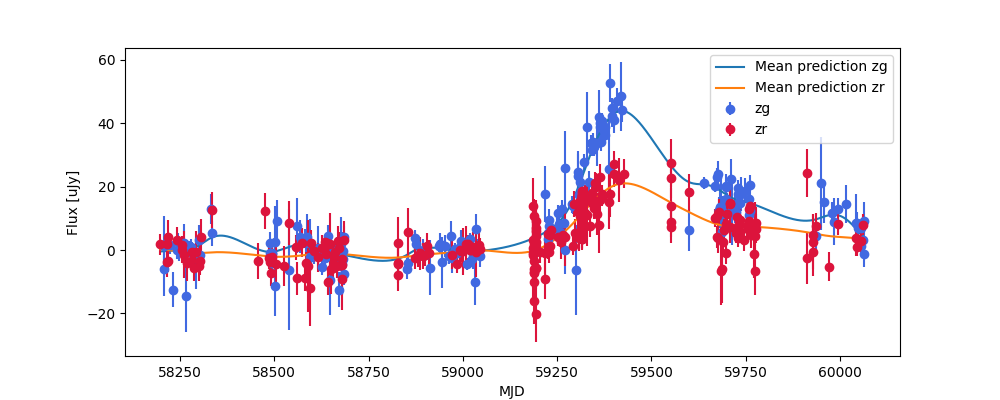 60
40
20
0
−20
Flux [uJy]
58250
58500
58750
59000
59250
59500
59750
60000
MJD
Mean prediction zg
Mean prediction zr
zg
zr